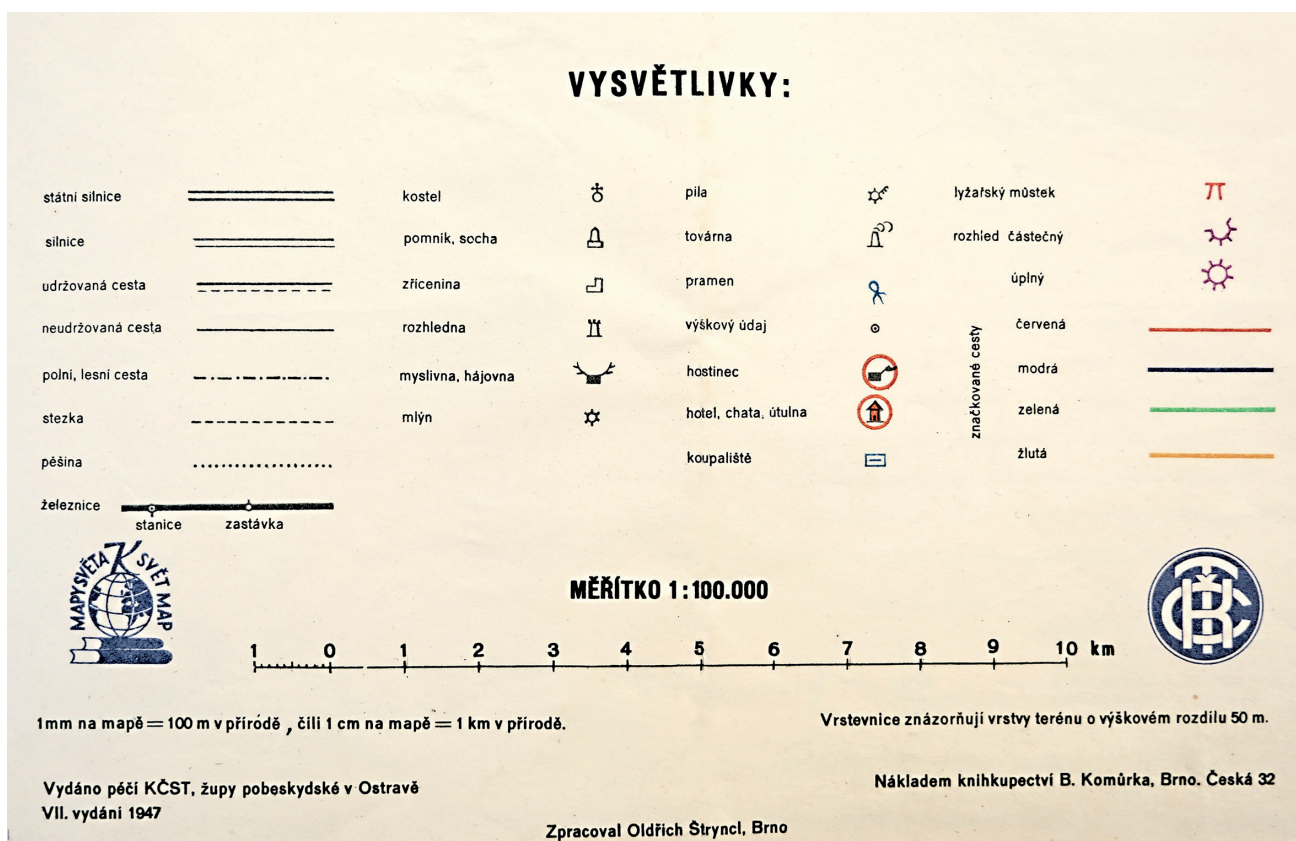 VYSVĚTLIVKY:
státní silnice
silnice
udržovaná cesta
neudržovaná cesta
polni, lesní cesta
stezka
pěšina
železnice
stanice zastávka
kostel
pomnik, socha
zřícenina
rozhledna
myslivna, hájovna
mlýn
pila
továrna
pramen
výškový údaj
hostinec
hotel, chata, útulna
koupaliště
lyžařský můstek
rozhled částečný
úplný
značkované cesty
červená
modrá
zelená
žlutá
MAPY SVĚTA K SVĚT MAP
MĚŘÍTKO 1:100.000
KČST
1 0 1 2 3 4 5 6 7 8 9 10 km
1mm na mapě = 100 m v přírodě , čili 1 cm na mapě = 1 km v přírodě.
Vrstevnice znázorňují vrstvy terénu o výškovém rozdílu 50 m.
Vydáno péčí KČST, župy pobeskydské v Ostravě
VII. vydání 1947
Nákladem knihkupectví B. Komůrka, Brno. Česká 32
Zpracoval Oldřich Štryncl, Brno